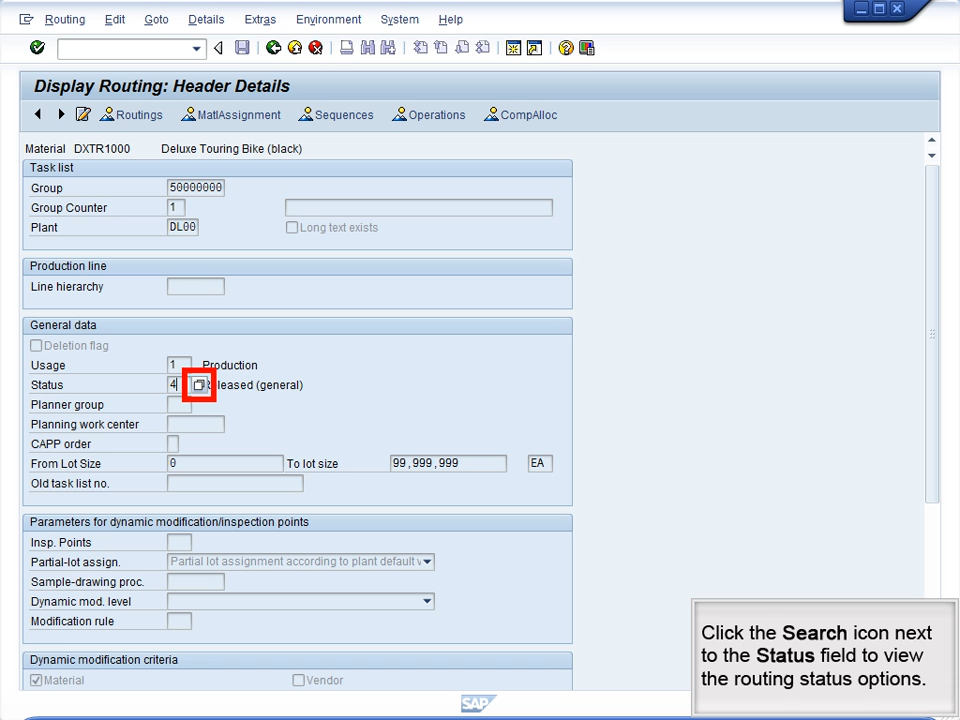 Routing Edit Goto Details Extras Environment System Help
Display Routing: Header Details
Routings MatlAssignment Sequences Operations CompAlloc
Material DXTR1000 Deluxe Touring Bike (black)
Task list
Group 50000000
Group Counter 1
Plant DL00 Long text exists
Production line
Line hierarchy
General data
Deletion flag
Usage 1 Production
Status 4 eleased (general)
Planner group
Planning work center
CAPP order
From Lot Size 0 To lot size 99,999,999 EA
Old task list no.
Parameters for dynamic modification/inspection points
Insp. Points
Partial-lot assign. Partial lot assignment according to plant default v
Sample-drawing proc.
Dynamic mod. level
Modification rule
Dynamic modification criteria
Material Vendor
Click the Search icon next
to the Status field to view
the routing status options.
SAP